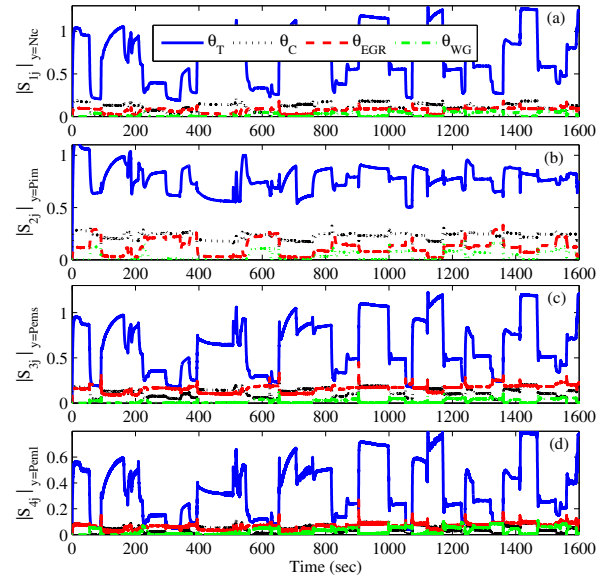 (a)
θT θC θEGR θWG
|S1j| y=Ntc
1
0.5
0
0 200 400 600 800 1000 1200 1400 1600
(b)
|S2j| y=Pim
1
0.5
0
0 200 400 600 800 1000 1200 1400 1600
(c)
|S3j| y=Pems
1
0.5
0
0 200 400 600 800 1000 1200 1400 1600
(d)
|S4j| y=Peml
0.6
0.4
0.2
0
0 200 400 600 800 1000 1200 1400 1600
Time (sec)